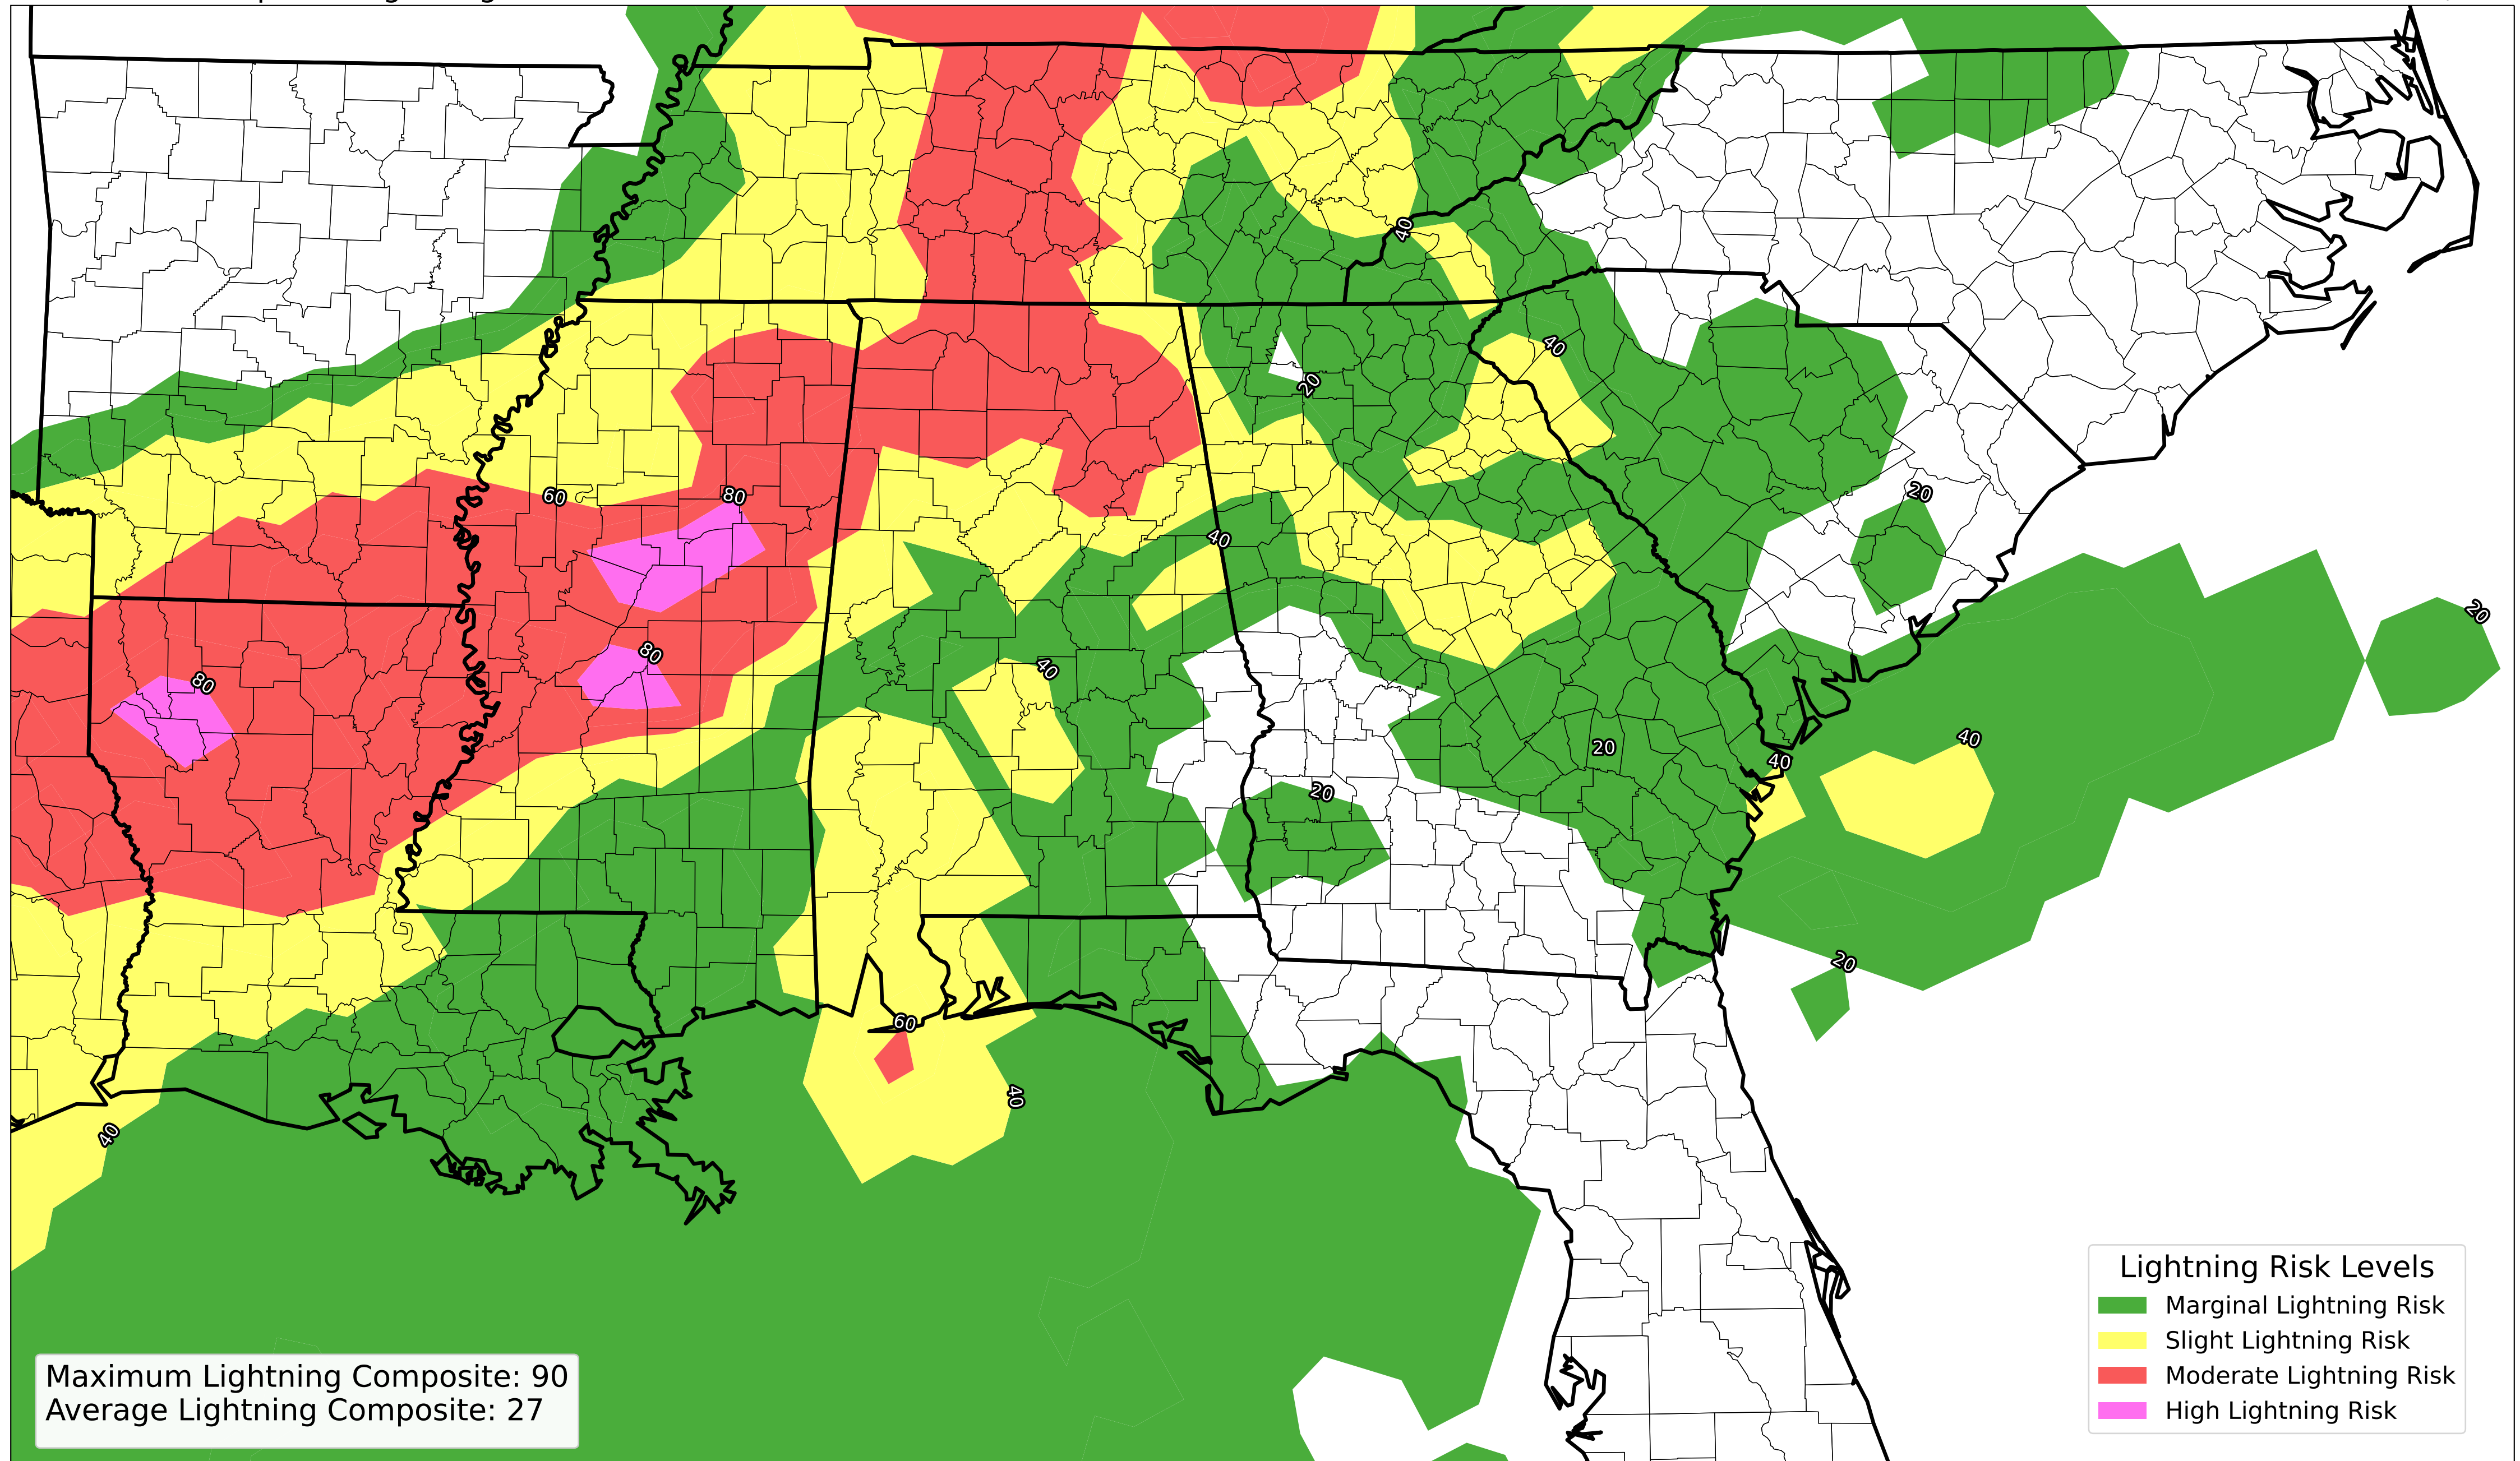 40
40
20
60
80
20
40
20
80
40
80
40
20
40
40
20
20
60
40
40
Lightning Risk Levels
Marginal Lightning Risk
Slight Lightning Risk
Moderate Lightning Risk
High Lightning Risk
Maximum Lightning Composite: 90
Average Lightning Composite: 27